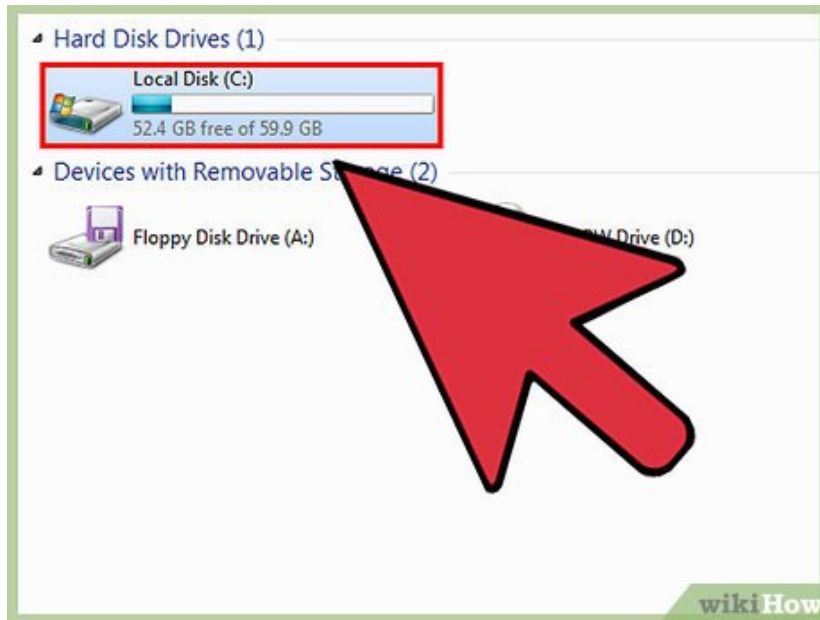 Hard Disk Drives (1)
Local Disk (C:)
52.4 GB free of 59.9 GB
Devices with Removable (2)
Floppy Disk Drive (A:)
Drive (D:)
wikiHow